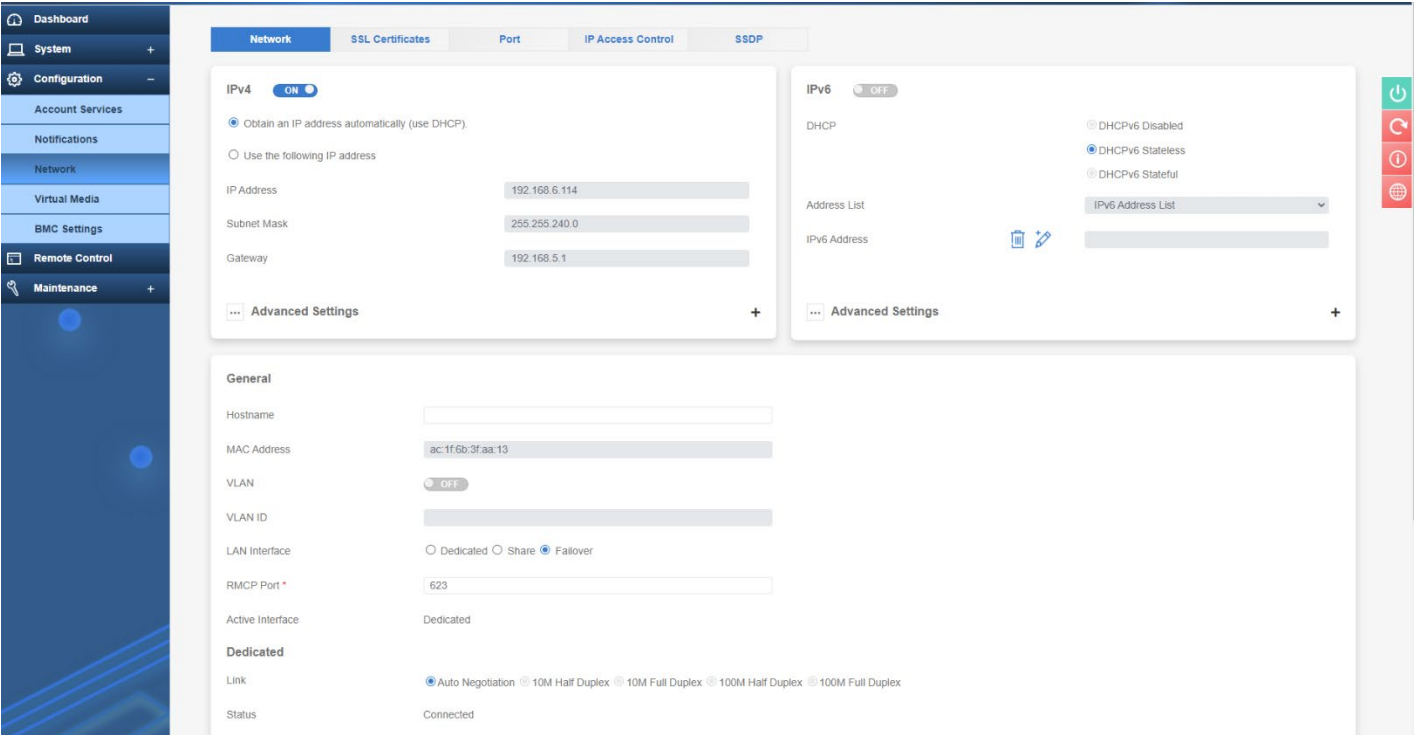 Dashboard
System +
Configuration −
Account Services
Notifications
Network
Virtual Media
BMC Settings
Remote Control
Maintenance +
Network SSL Certificates Port IP Access Control SSDP
IPv4 ON
Obtain an IP address automatically (use DHCP).
Use the following IP address
IP Address 192.168.6.114
Subnet Mask 255.255.240.0
Gateway 192.168.5.1
... Advanced Settings +
IPv6 OFF
DHCP DHCPv6 Disabled
DHCPv6 Stateless
DHCPv6 Stateful
Address List IPv6 Address List
IPv6 Address
... Advanced Settings +
General
Hostname
MAC Address ac:1f:6b:3f:aa:13
VLAN OFF
VLAN ID
LAN Interface Dedicated Share Failover
RMCP Port * 623
Active Interface Dedicated
Dedicated
Link Auto Negotiation 10M Half Duplex 10M Full Duplex 100M Half Duplex 100M Full Duplex
Status Connected